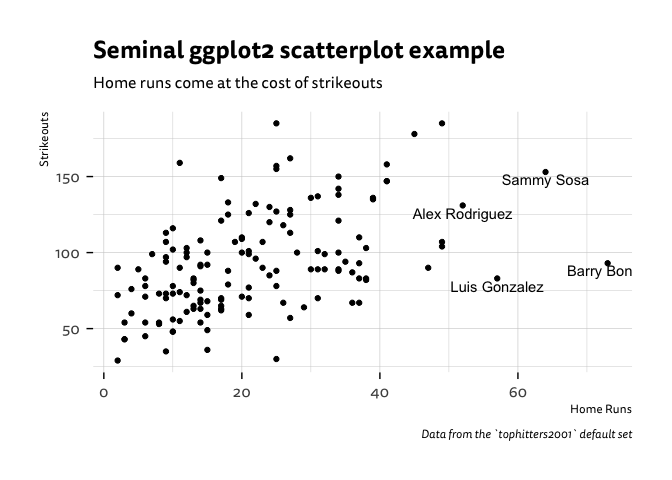 Seminal ggplot2 scatterplot example
Home runs come at the cost of strikeouts
Strikeouts
150
100
50
Sammy Sosa
Alex Rodriguez
Barry Bon
Luis Gonzalez
0 20 40 60
Home Runs
Data from the `tophitters2001` default set